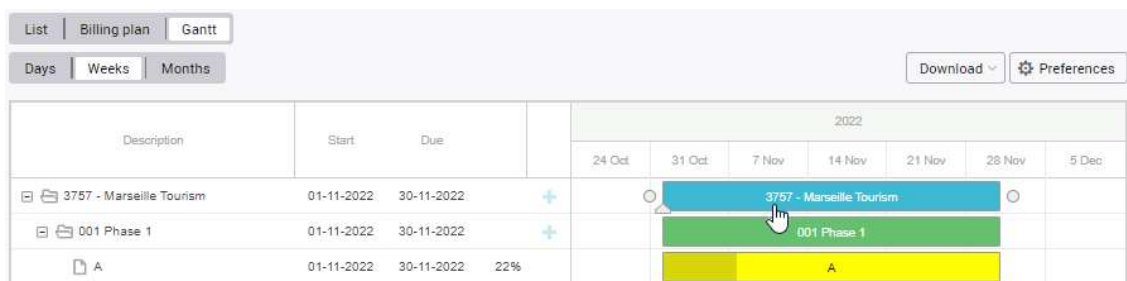 List Billing plan Gantt
Days Weeks Months Download Preferences
Description Start Due 2022
24 Oct 31 Oct 7 Nov 14 Nov 21 Nov 28 Nov 5 Dec
3757 - Marseille Tourism 01-11-2022 30-11-2022 3757 - Marseille Tourism
001 Phase 1 01-11-2022 30-11-2022 001 Phase 1
A 01-11-2022 30-11-2022 22% A